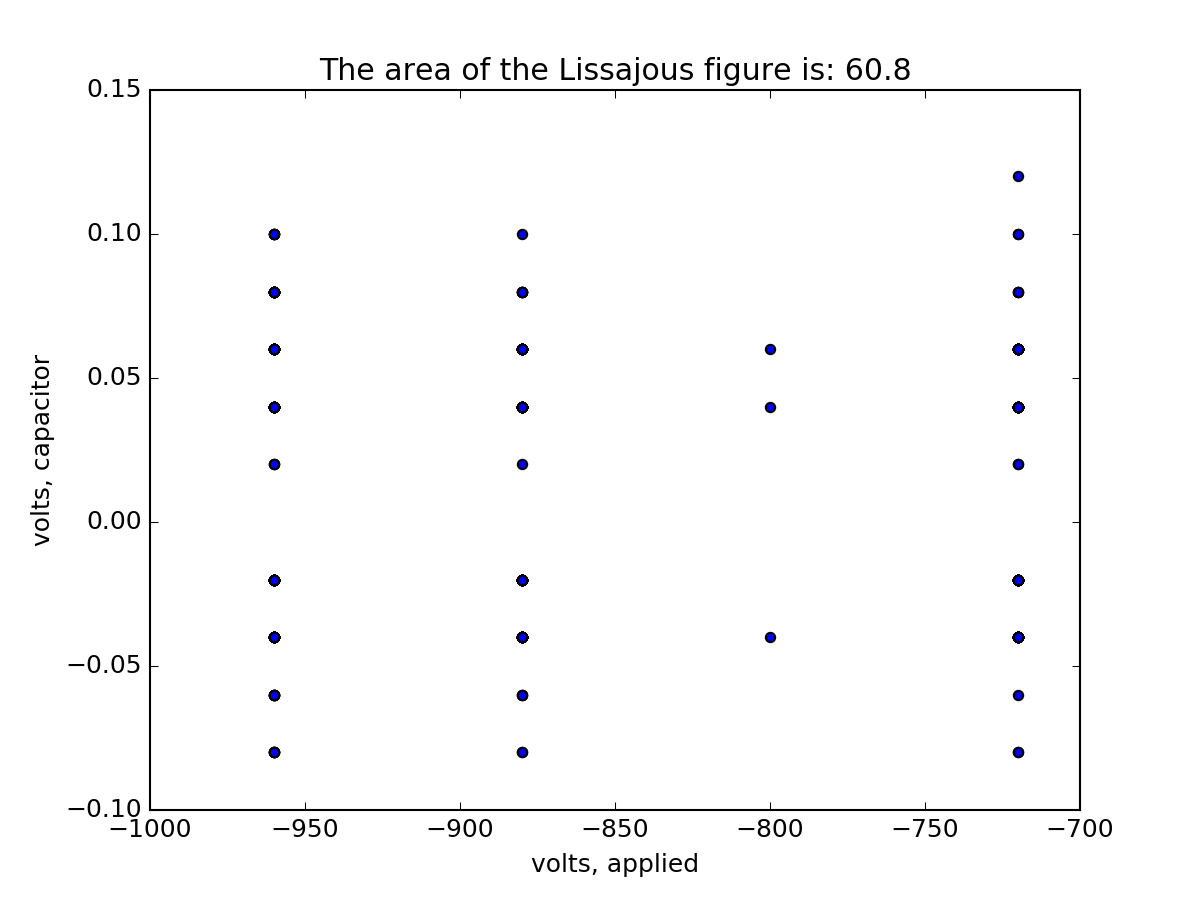 The area of the Lissajous figure is: 60.8
0.15
0.10
0.05
0.00
−0.05
−0.10
volts, capacitor
−1000 −950 −900 −850 −800 −750 −700
volts, applied